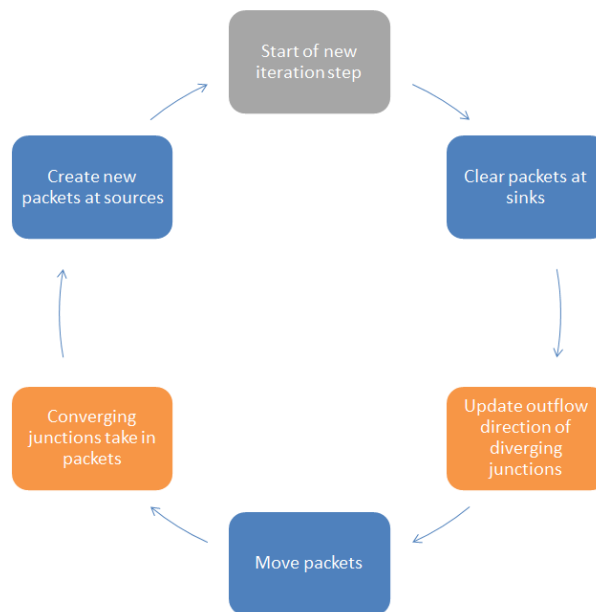 Start of new
iteration step
Clear packets at
sinks
Update outflow
direction of
diverging
junctions
Move packets
Converging
junctions take in
packets
Create new
packets at sources